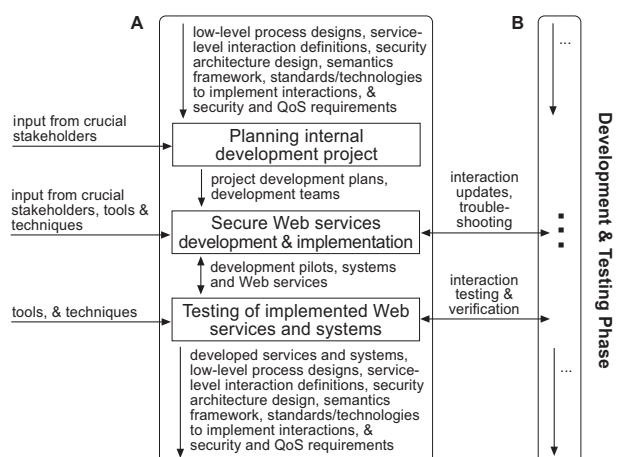 A
B
low-level process designs, service-
level interaction definitions, security
architecture design, semantics
framework, standards/technologies
to implement interactions, &
security and QoS requirements
...
input from crucial
stakeholders
Planning internal
development project
project development plans,
development teams
input from crucial
stakeholders, tools &
techniques
Secure Web services
development & implementation
interaction
updates,
trouble-
shooting
development pilots, systems
and Web services
tools, & techniques
Testing of implemented Web
services and systems
interaction
testing &
verification
developed services and systems,
low-level process designs, service-
level interaction definitions, security
architecture design, semantics
framework, standards/technologies
to implement interactions, &
security and QoS requirements
...
Development & Testing Phase